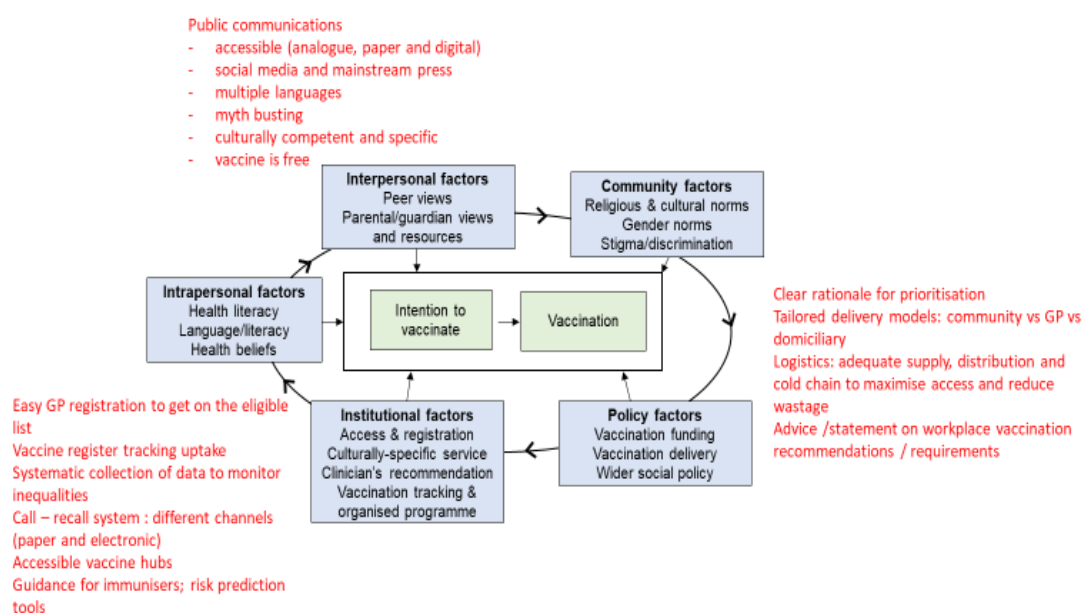 Public communications
- accessible (analogue, paper and digital)
- social media and mainstream press
- multiple languages
- myth busting
- culturally competent and specific
- vaccine is free
Interpersonal factors
Peer views
Parental/guardian views
and resources
Community factors
Religious & cultural norms
Gender norms
Stigma/discrimination
Intrapersonal factors
Health literacy
Language/literacy
Health beliefs
Intention to
vaccinate
Vaccination
Clear rationale for prioritisation
Tailored delivery models: community vs GP vs
domiciliary
Logistics: adequate supply, distribution and
cold chain to maximise access and reduce
wastage
Advice /statement on workplace vaccination
recommendations / requirements
Easy GP registration to get on the eligible
list
Vaccine register tracking uptake
Systematic collection of data to monitor
inequalities
Call – recall system : different channels
(paper and electronic)
Accessible vaccine hubs
Guidance for immunisers; risk prediction
tools
Institutional factors
Access & registration
Culturally-specific service
Clinician's recommendation
Vaccination tracking &
organised programme
Policy factors
Vaccination funding
Vaccination delivery
Wider social policy